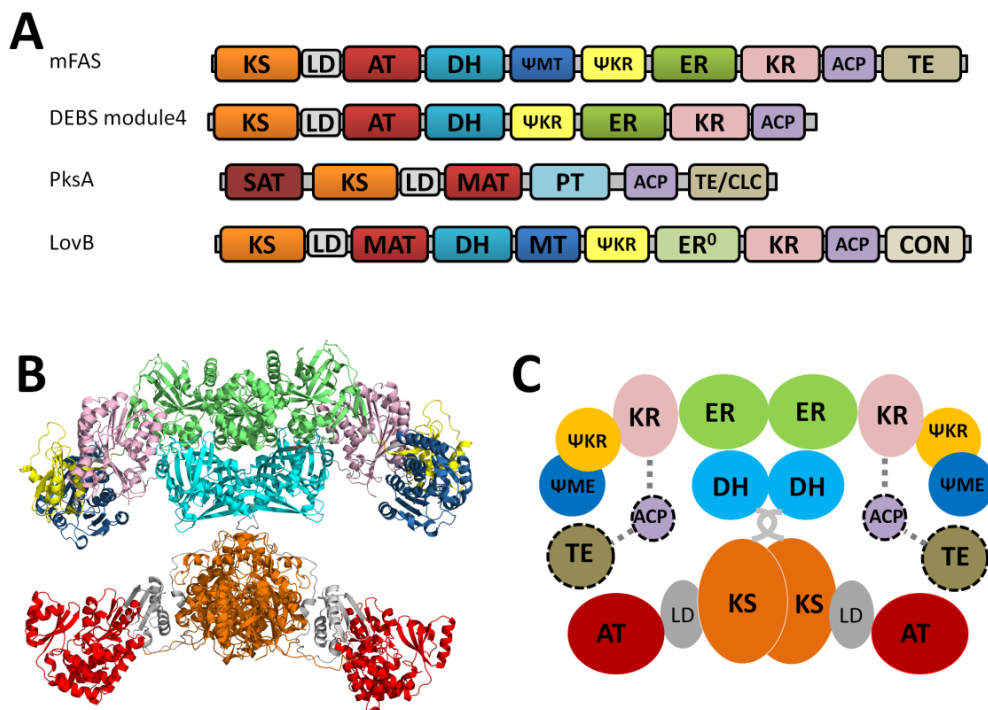 A
mFAS
KS LD AT DH ΨMT ΨKR ER KR ACP TE
DEBS module4
KS LD AT DH ΨKR ER KR ACP
PksA
SAT KS LD MAT PT ACP TE/CLC
LovB
KS LD MAT DH MT ΨKR ER⁰ KR ACP CON
B
C
KR ER ER KR
ΨKR ΨKR
ΨME DH DH ΨME
ACP ACP
TE TE
KS KS
LD LD
AT AT